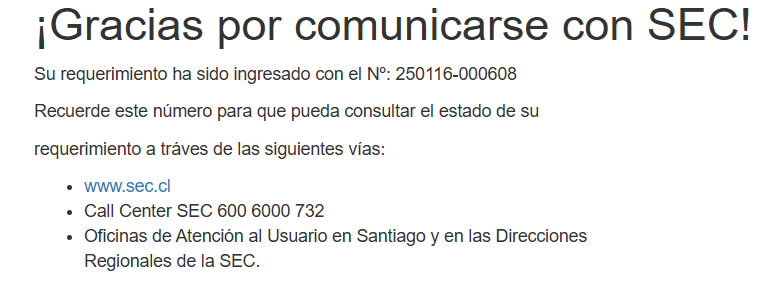 ¡Gracias por comunicarse con SEC!
Su requerimiento ha sido ingresado con el Nº: 250116-000608
Recuerde este número para que pueda consultar el estado de su
requerimiento a tráves de las siguientes vías:
• www.sec.cl
• Call Center SEC 600 6000 732
• Oficinas de Atención al Usuario en Santiago y en las Direcciones
Regionales de la SEC.